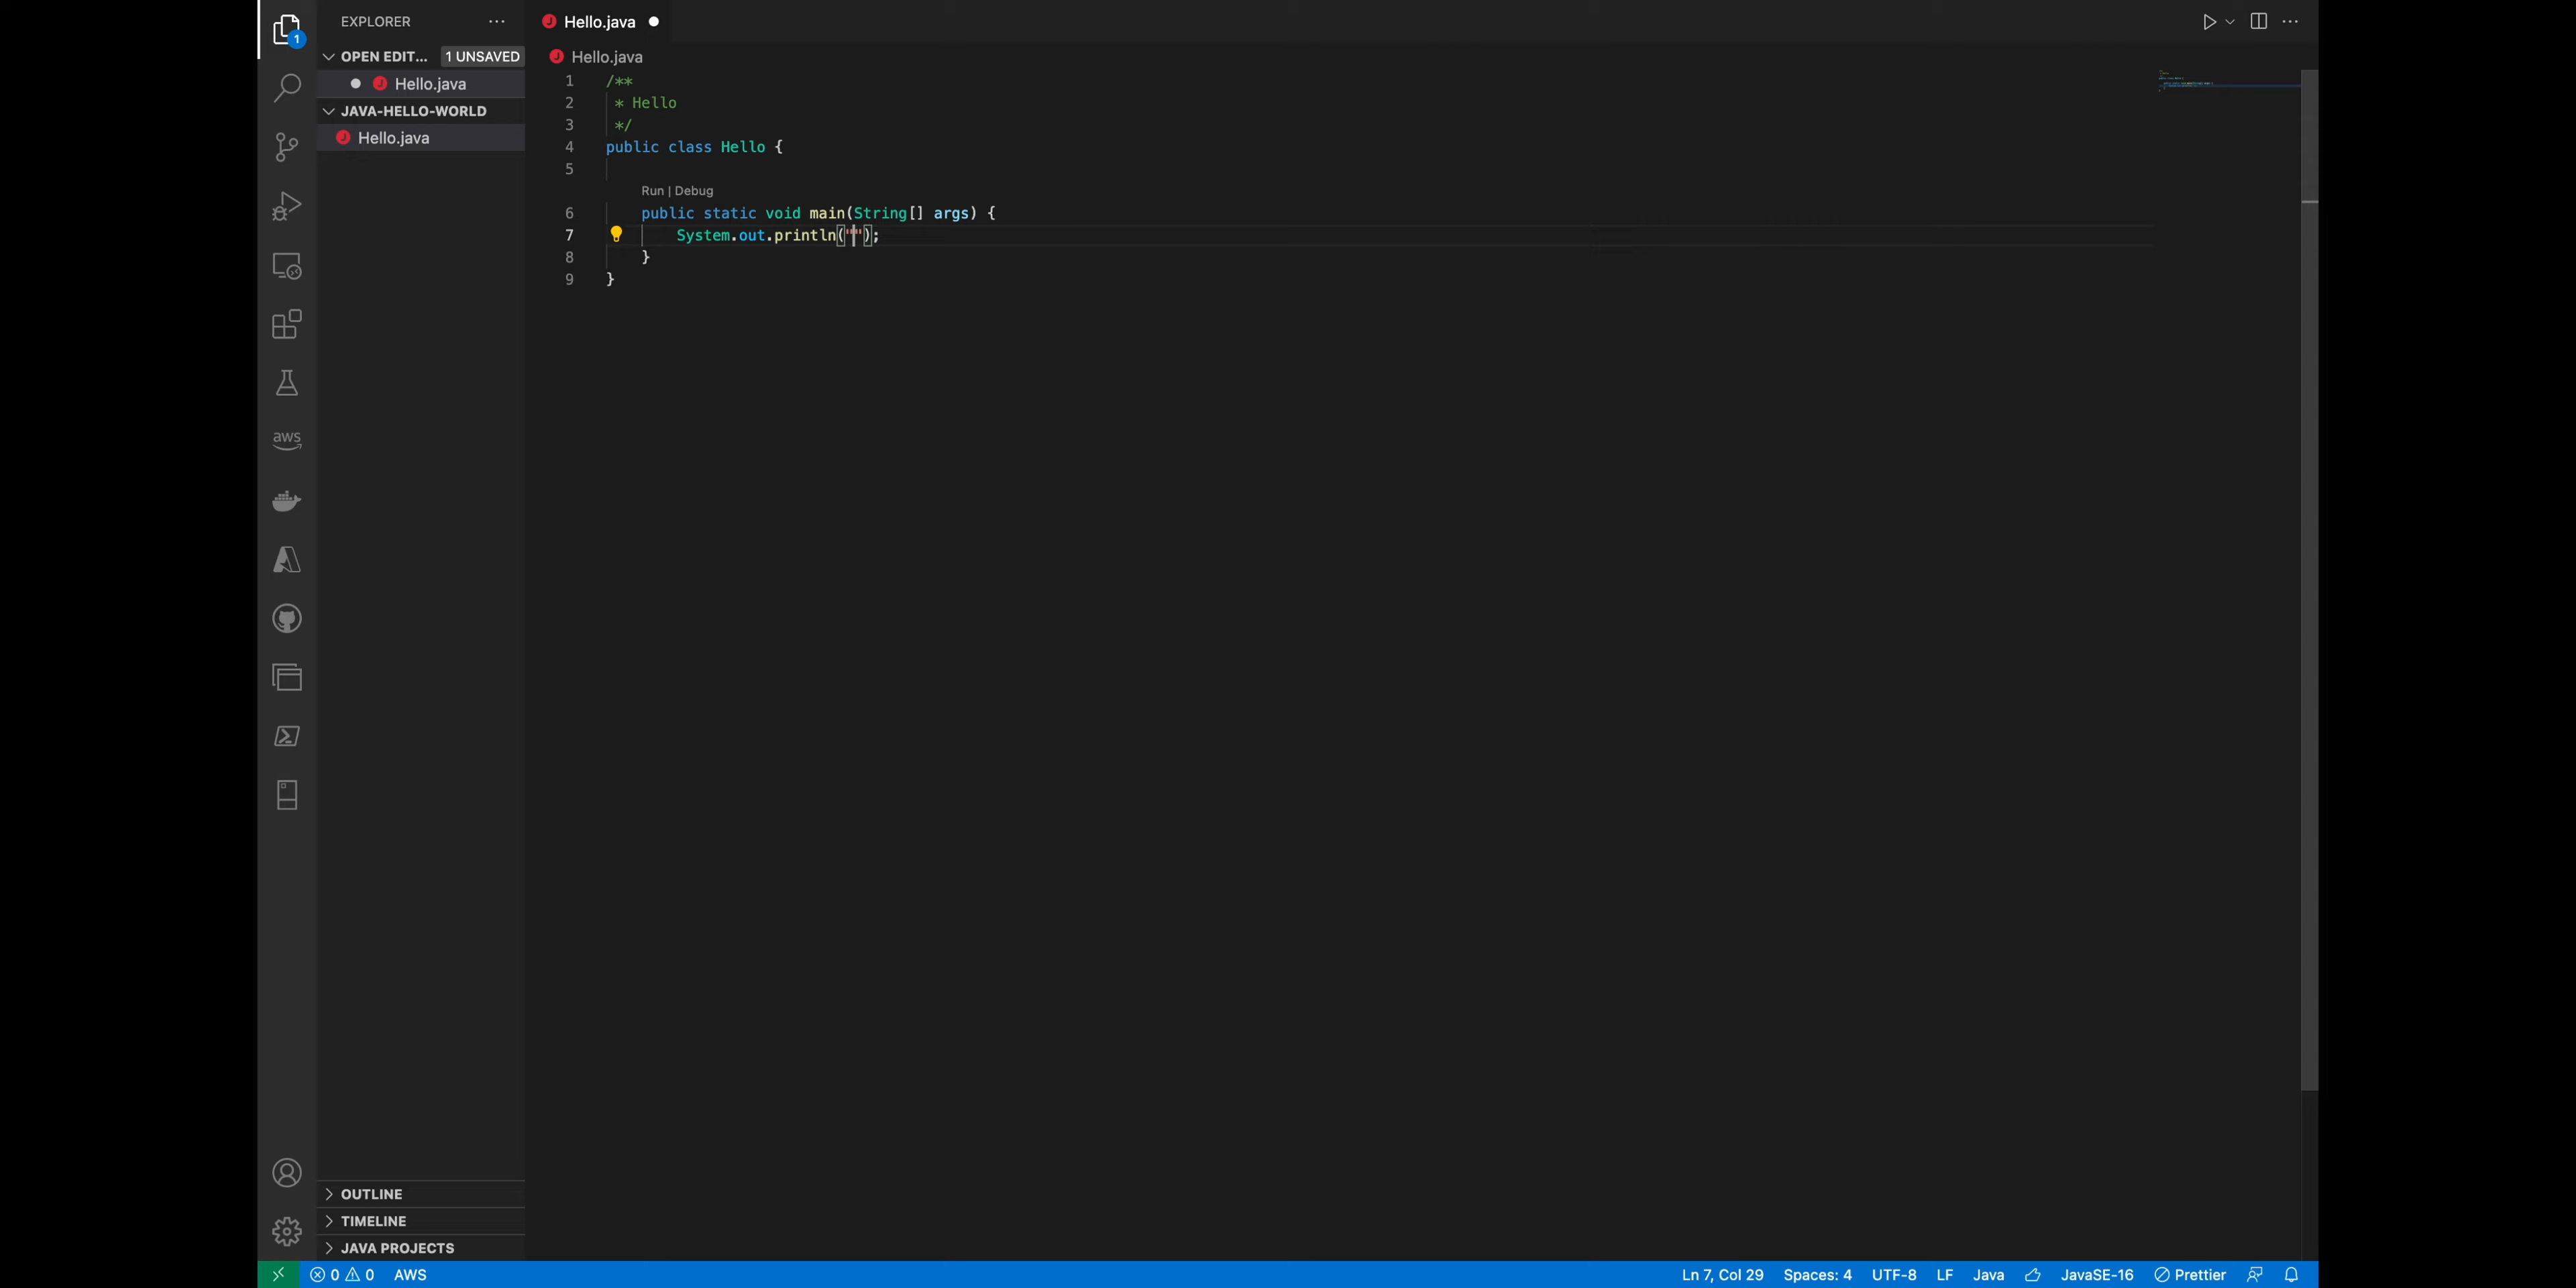 EXPLORER
OPEN EDIT... 1 UNSAVED
Hello.java
JAVA-HELLO-WORLD
Hello.java
OUTLINE
TIMELINE
JAVA PROJECTS
1
aws
Hello.java
Hello.java
1 /**
2 * Hello
3 */
4 public class Hello {
5
Run | Debug
6 public static void main(String[] args) {
7 System.out.println("");
8 }
9 }
0 0 AWS
Ln 7, Col 29 Spaces: 4 UTF-8 LF Java JavaSE-16 Prettier